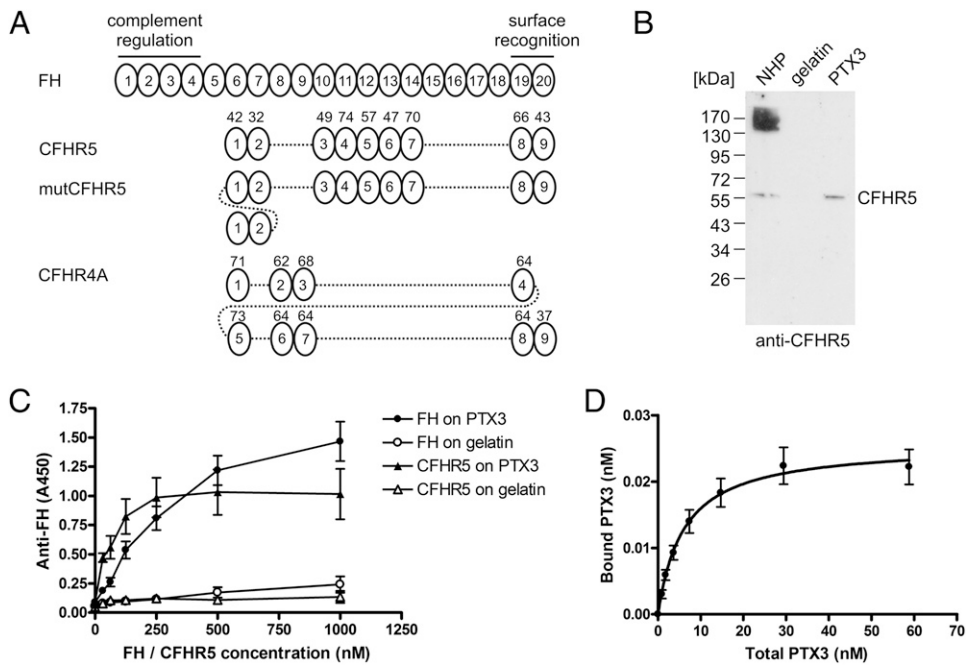 A
complement regulation
surface recognition
FH
1 2 3 4 5 6 7 8 9 10 11 12 13 14 15 16 17 18 19 20
42 32 49 74 57 47 70 66 43
CFHR5
1 2 3 4 5 6 7 8 9
mutCFHR5
1 2 3 4 5 6 7 8 9
1 2
71 62 68 64
CFHR4A
1 2 3 4
73 64 64 64 37
5 6 7 8 9
B
NHP gelatin PTX3
[kDa]
170
130
95
72
55
43
34
26
CFHR5
anti-CFHR5
C
Anti-FH (A450)
1.75
1.50
1.25
1.00
0.75
0.50
0.25
0.00
0 250 500 750 1000 1250
FH / CFHR5 concentration (nM)
FH on PTX3
FH on gelatin
CFHR5 on PTX3
CFHR5 on gelatin
D
Bound PTX3 (nM)
0.03
0.02
0.01
0.00
0 10 20 30 40 50 60 70
Total PTX3 (nM)